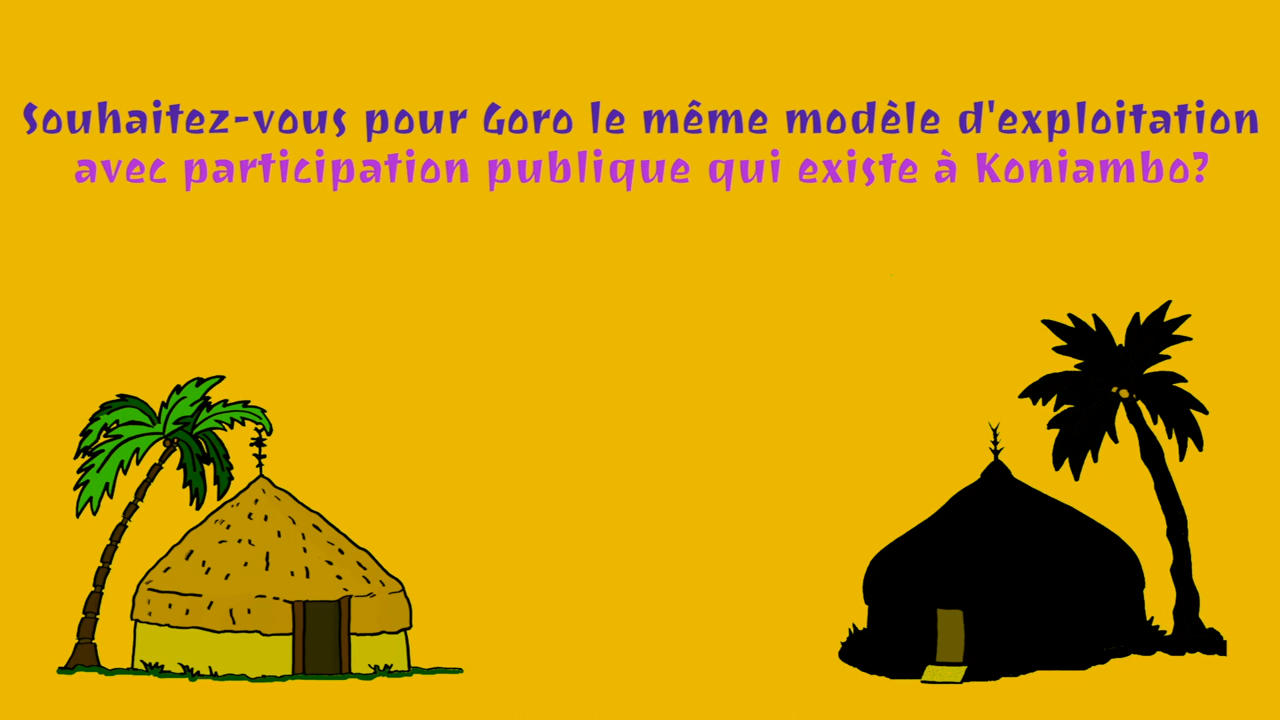 Souhaitez-vous pour Goro le même modèle d'exploitation
avec participation publique qui existe à Koniambo?